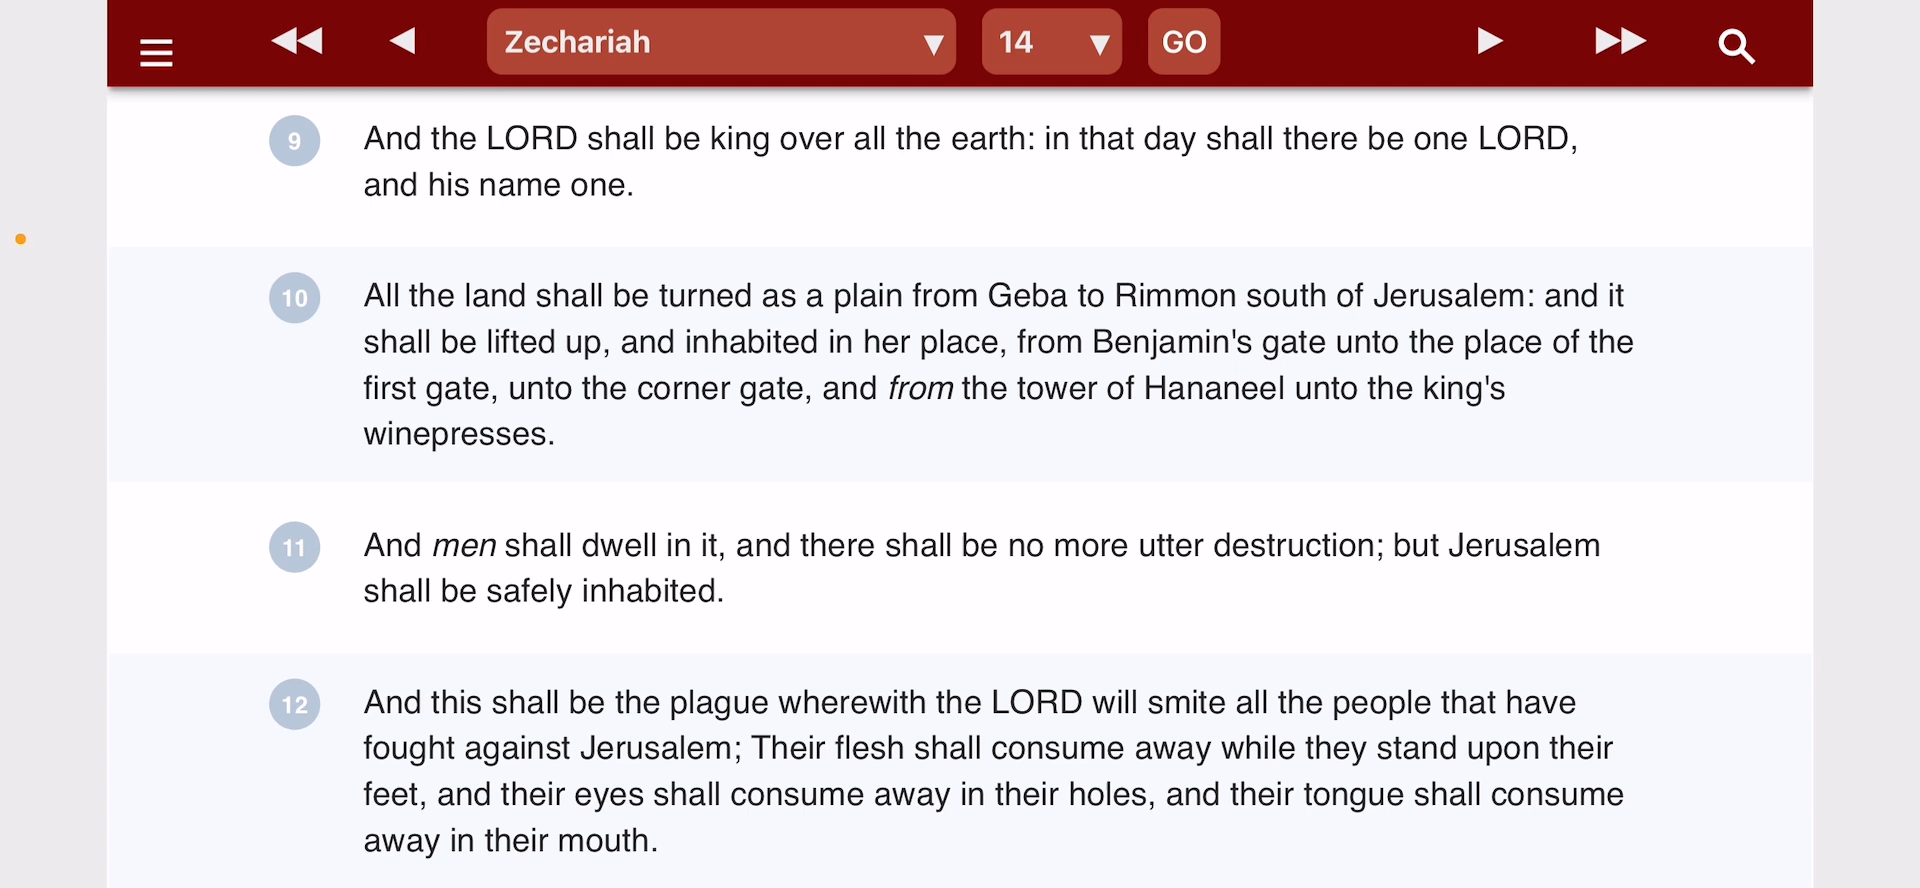 Zechariah 14 GO
9 And the LORD shall be king over all the earth: in that day shall there be one LORD,
and his name one.
10 All the land shall be turned as a plain from Geba to Rimmon south of Jerusalem: and it
shall be lifted up, and inhabited in her place, from Benjamin's gate unto the place of the
first gate, unto the corner gate, and from the tower of Hananeel unto the king's
winepresses.
11 And men shall dwell in it, and there shall be no more utter destruction; but Jerusalem
shall be safely inhabited.
12 And this shall be the plague wherewith the LORD will smite all the people that have
fought against Jerusalem; Their flesh shall consume away while they stand upon their
feet, and their eyes shall consume away in their holes, and their tongue shall consume
away in their mouth.